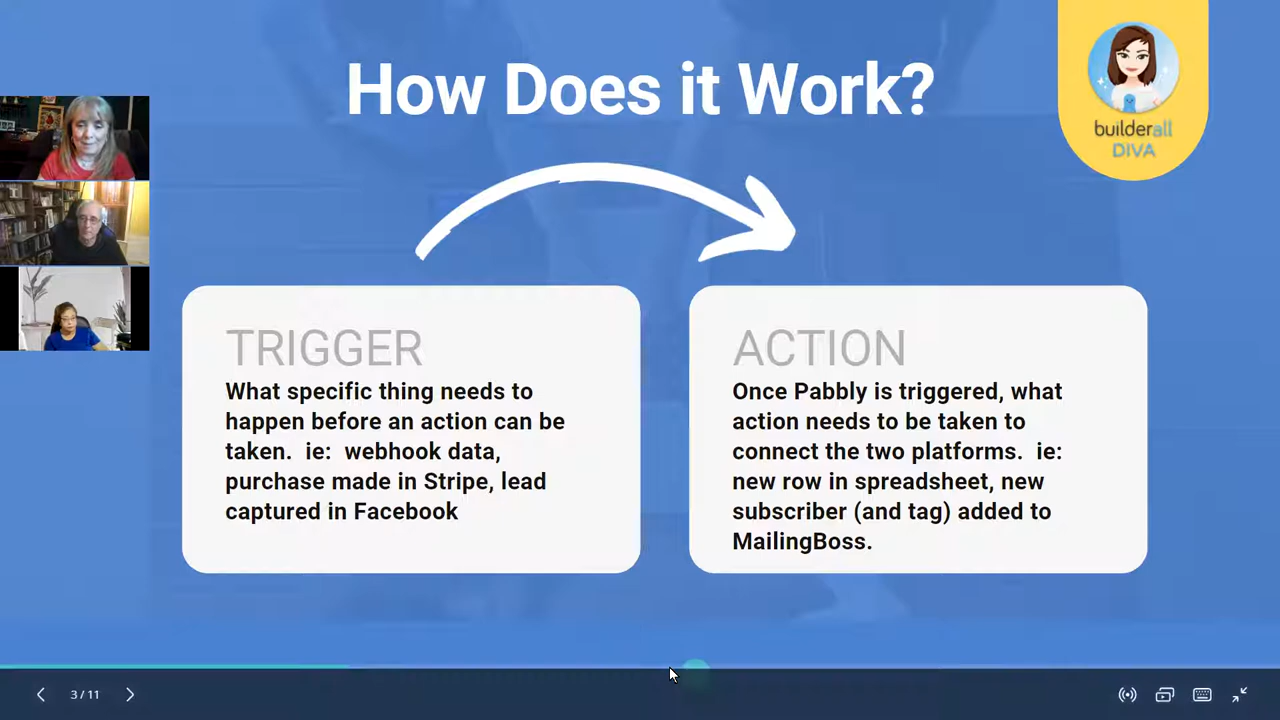 How Does it Work?
builderall
DIVA
TRIGGER
What specific thing needs to
happen before an action can be
taken.  ie:  webhook data,
purchase made in Stripe, lead
captured in Facebook
ACTION
Once Pabbly is triggered, what
action needs to be taken to
connect the two platforms.  ie:
new row in spreadsheet, new
subscriber (and tag) added to
MailingBoss.
3 / 11